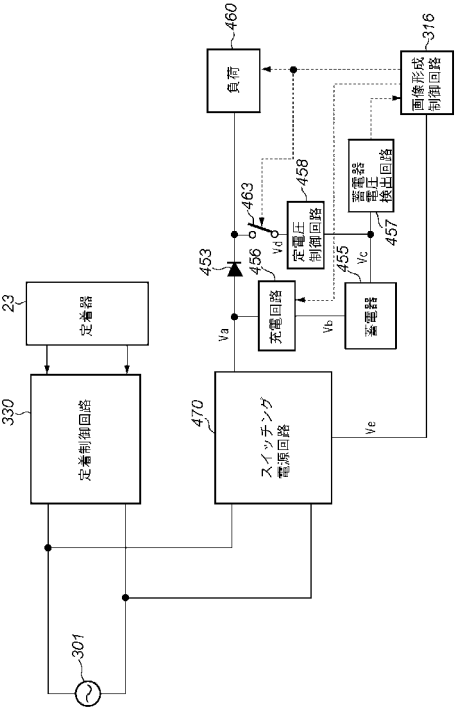 460
負荷
316
画像形成
制御回路
463
458
定電圧
制御回路
Vd
蓄電器
電圧
検出回路
457
453
456
充電回路
Va
Vb
Vc
455
蓄電器
23
定着器
330
定着制御回路
470
スイッチング
電源回路
Ve
301